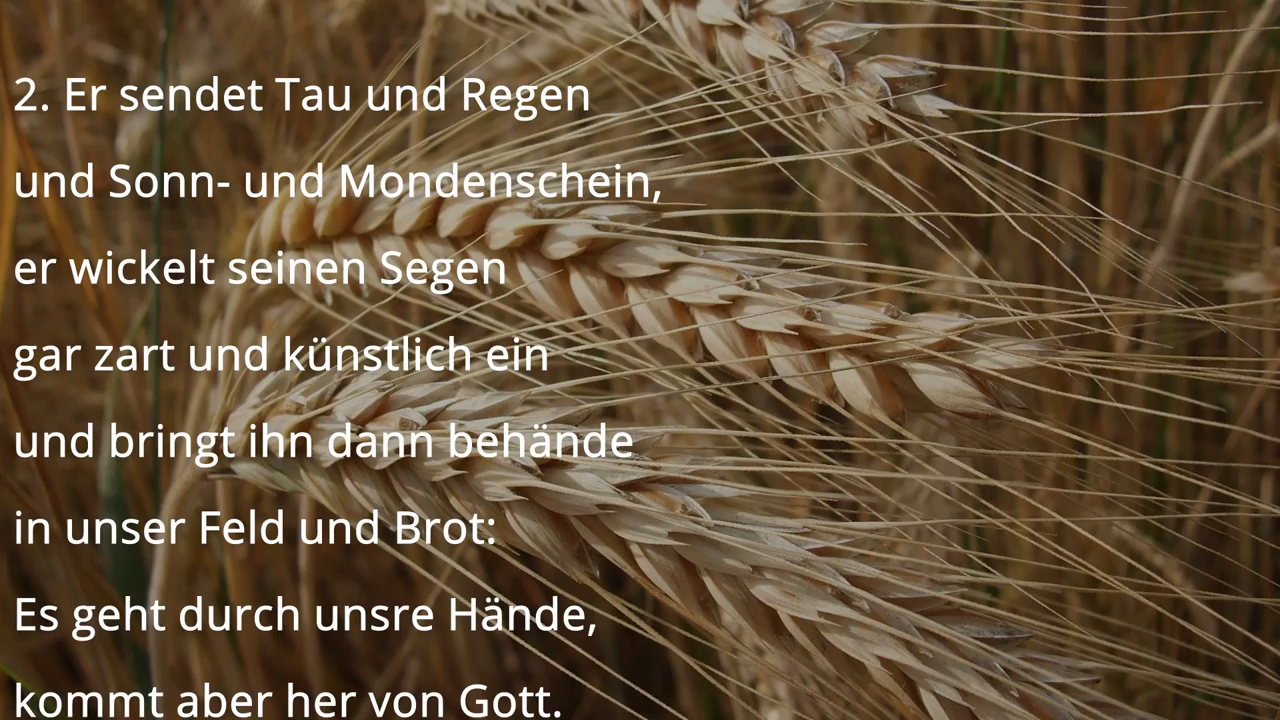 2. Er sendet Tau und Regen
und Sonn- und Mondenschein,
er wickelt seinen Segen
gar zart und künstlich ein
und bringt ihn dann behände
in unser Feld und Brot:
Es geht durch unsre Hände,
kommt aber her von Gott.